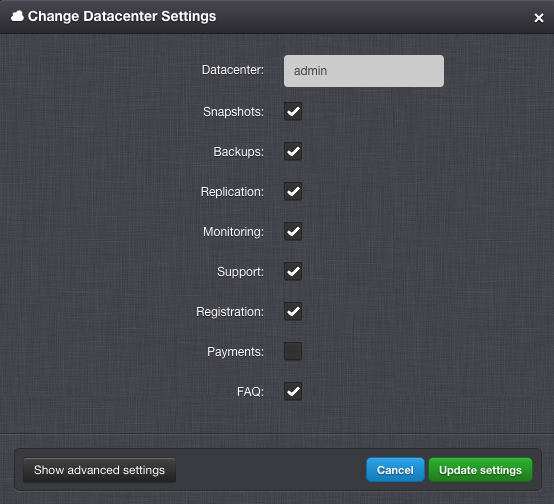 Change Datacenter Settings
Datacenter: admin
Snapshots:
Backups:
Replication:
Monitoring:
Support:
Registration:
Payments:
FAQ:
Show advanced settings Cancel Update settings